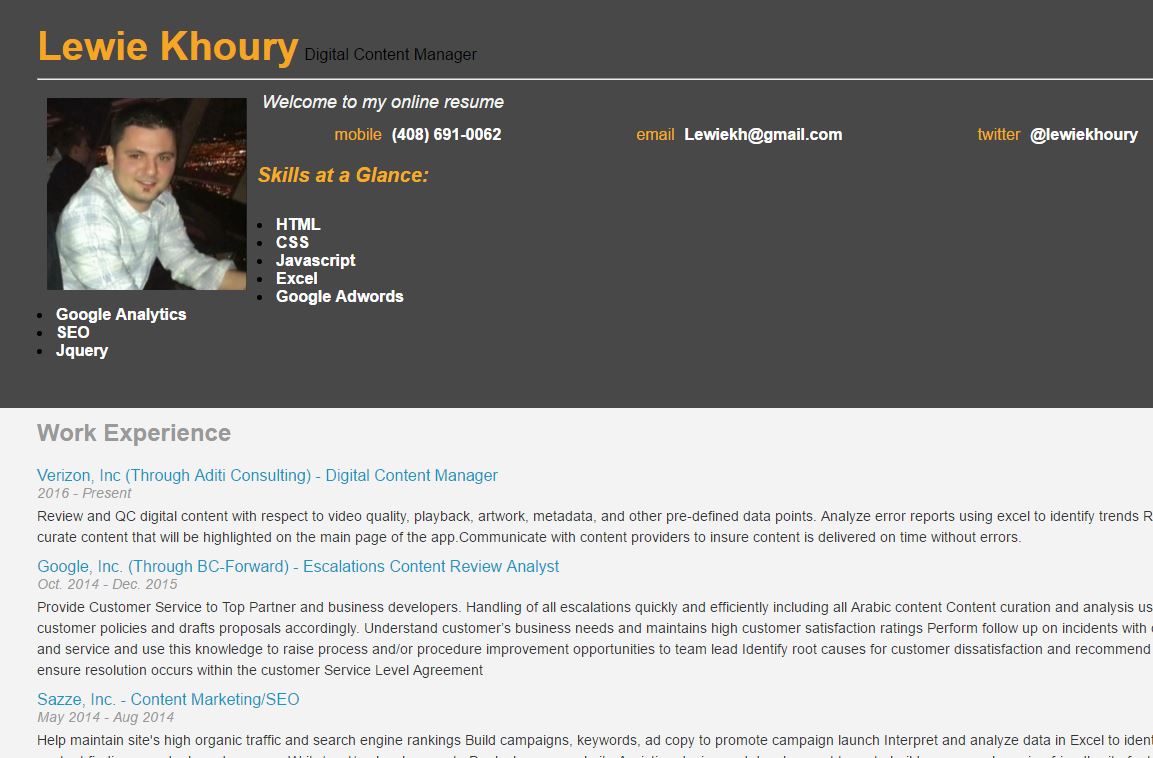 Lewie Khoury Digital Content Manager
Welcome to my online resume
mobile (408) 691-0062 email Lewiekh@gmail.com twitter @lewiekhoury
Skills at a Glance:
HTML
CSS
Javascript
Excel
Google Adwords
Google Analytics
SEO
Jquery
Work Experience
Verizon, Inc (Through Aditi Consulting) - Digital Content Manager
2016 - Present
Review and QC digital content with respect to video quality, playback, artwork, metadata, and other pre-defined data points. Analyze error reports using excel to identify trends R
curate content that will be highlighted on the main page of the app.Communicate with content providers to insure content is delivered on time without errors.
Google, Inc. (Through BC-Forward) - Escalations Content Review Analyst
Oct. 2014 - Dec. 2015
Provide Customer Service to Top Partner and business developers. Handling of all escalations quickly and efficiently including all Arabic content Content curation and analysis us
customer policies and drafts proposals accordingly. Understand customer's business needs and maintains high customer satisfaction ratings Perform follow up on incidents with
and service and use this knowledge to raise process and/or procedure improvement opportunities to team lead Identify root causes for customer dissatisfaction and recommend
ensure resolution occurs within the customer Service Level Agreement
Sazze, Inc. - Content Marketing/SEO
May 2014 - Aug 2014
Help maintain site's high organic traffic and search engine rankings Build campaigns, keywords, ad copy to promote campaign launch Interpret and analyze data in Excel to ident